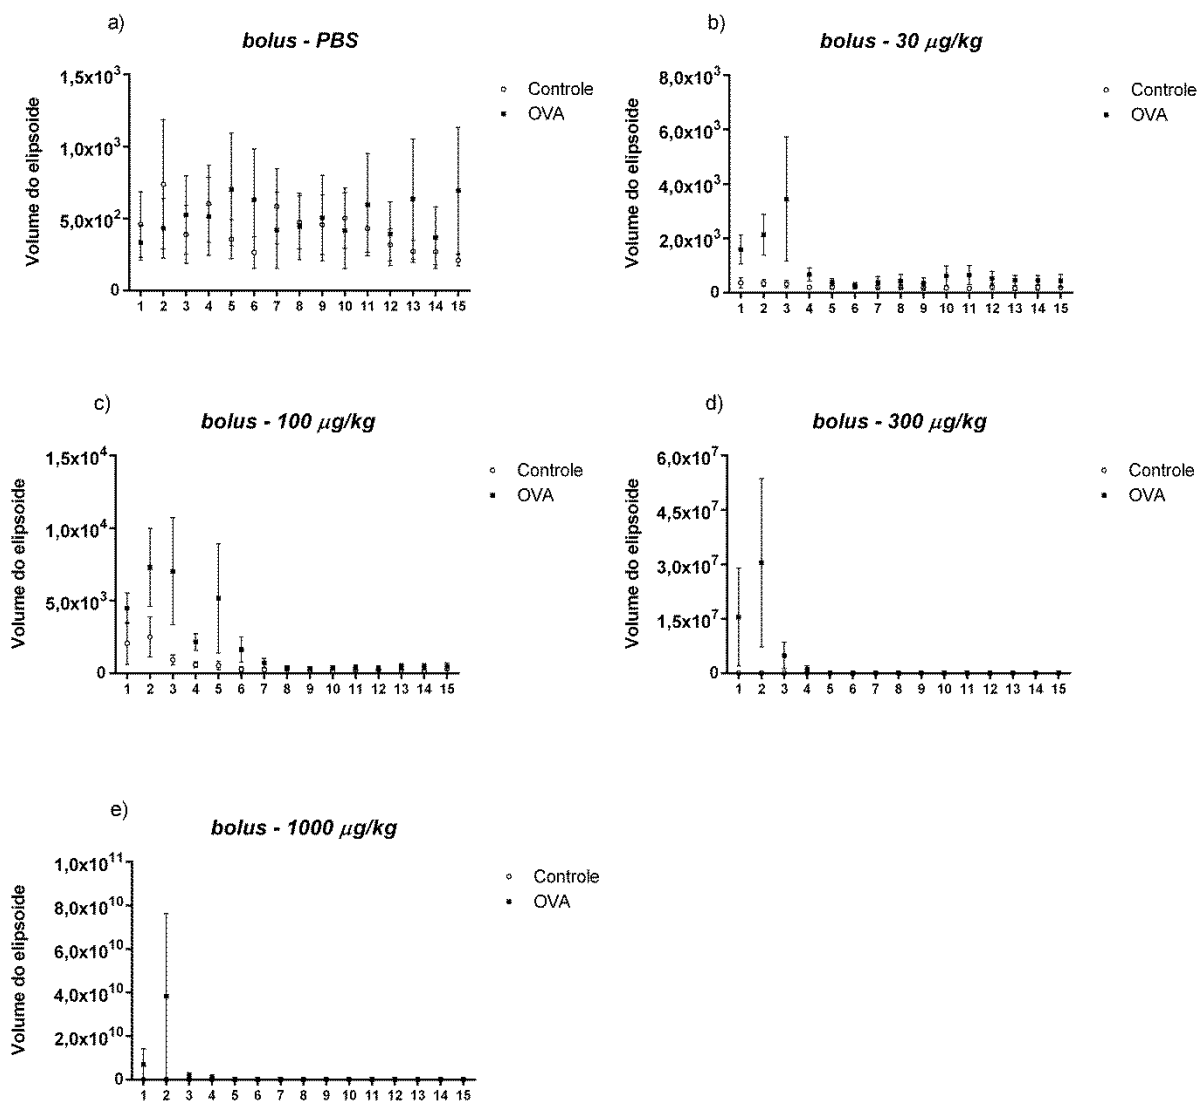 a)
bolus - PBS
Volume do elipsoide
1,5x10³
1,0x10³
5,0x10²
0
1 2 3 4 5 6 7 8 9 10 11 12 13 14 15
Controle
OVA
b)
bolus - 30 µg/kg
Volume do elipsoide
8,0x10³
6,0x10³
4,0x10³
2,0x10³
0
1 2 3 4 5 6 7 8 9 10 11 12 13 14 15
Controle
OVA
c)
bolus - 100 µg/kg
Volume do elipsoide
1,5x10⁴
1,0x10⁴
5,0x10³
0
1 2 3 4 5 6 7 8 9 10 11 12 13 14 15
Controle
OVA
d)
bolus - 300 µg/kg
Volume do elipsoide
6,0x10⁷
4,5x10⁷
3,0x10⁷
1,5x10⁷
0
1 2 3 4 5 6 7 8 9 10 11 12 13 14 15
Controle
OVA
e)
bolus - 1000 µg/kg
Volume do elipsoide
1,0x10¹¹
8,0x10¹⁰
6,0x10¹⁰
4,0x10¹⁰
2,0x10¹⁰
0
1 2 3 4 5 6 7 8 9 10 11 12 13 14 15
Controle
OVA